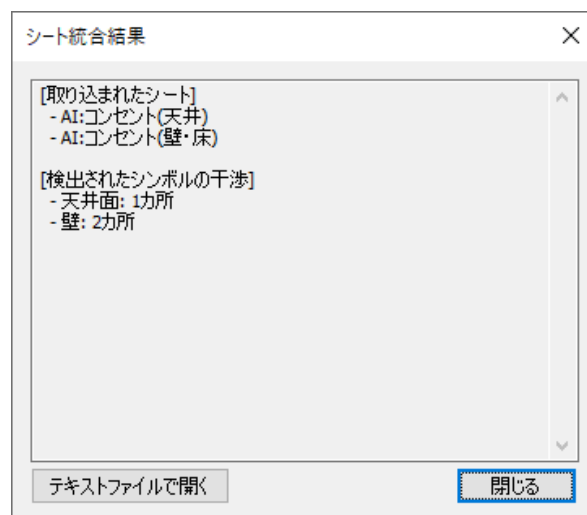 シート統合結果
[取り込まれたシート]
- AI:コンセント(天井)
- AI:コンセント(壁・床)
[検出されたシンボルの干渉]
- 天井面: 1カ所
- 壁: 2カ所
テキストファイルで開く
閉じる